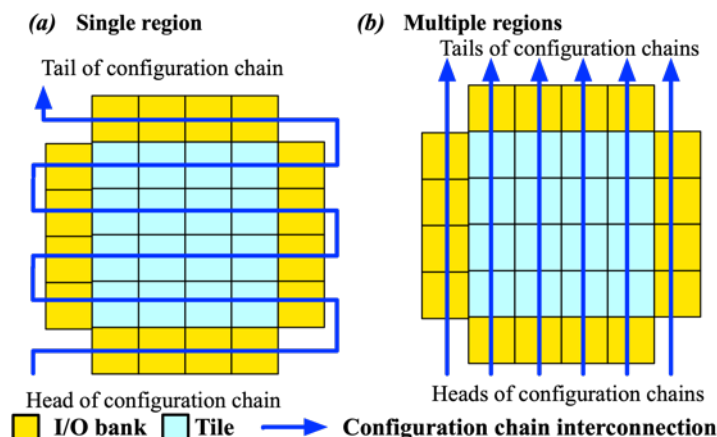 (a) Single region
(b) Multiple regions
Tail of configuration chain
Tails of configuration chains
Head of configuration chain
Heads of configuration chains
I/O bank
Tile
Configuration chain interconnection